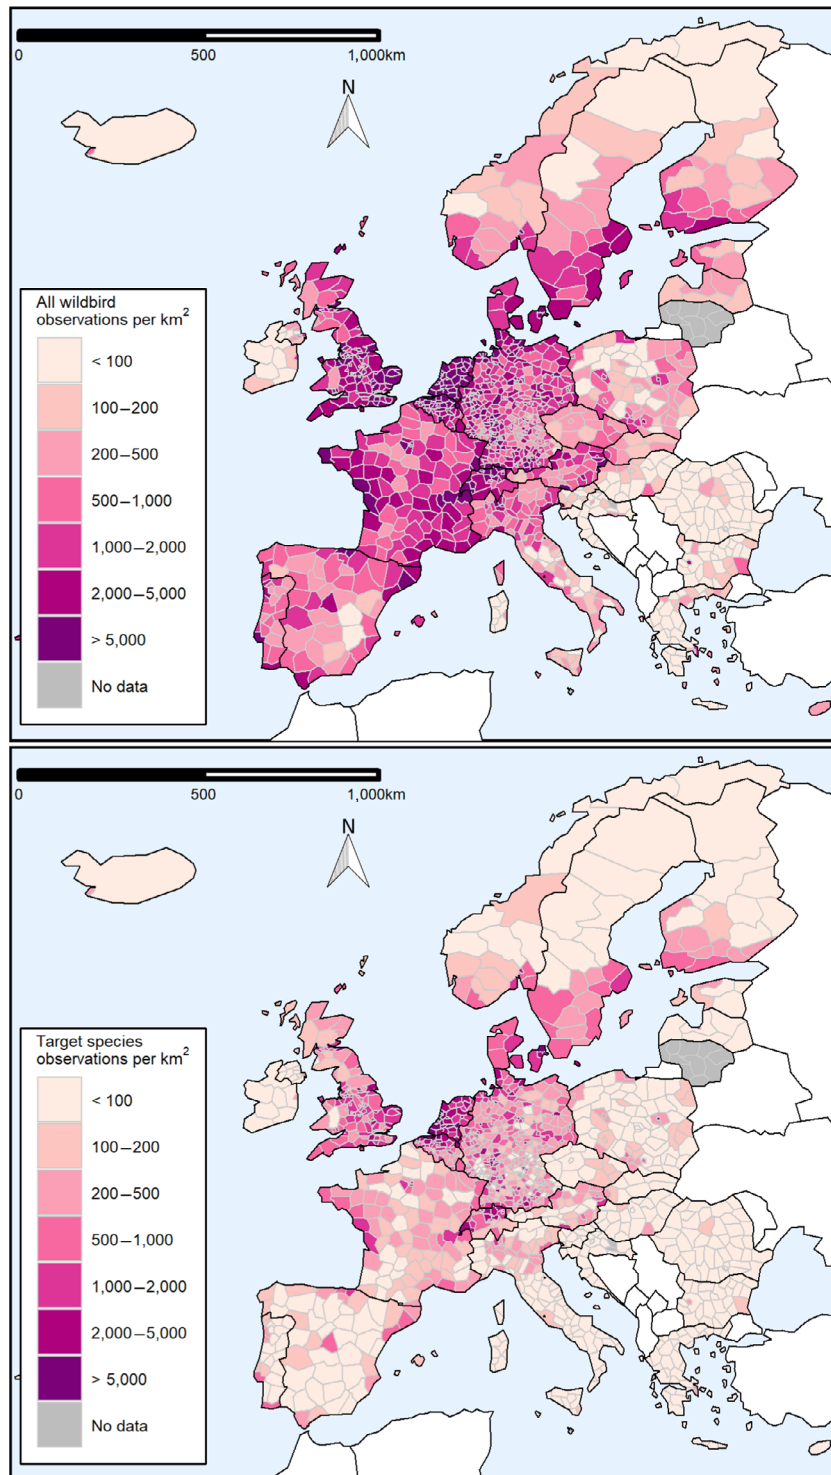 0 500 1,000km
N
All wildbird
observations per km²
< 100
100–200
200–500
500–1,000
1,000–2,000
2,000–5,000
> 5,000
No data
0 500 1,000km
N
Target species
observations per km²
< 100
100–200
200–500
500–1,000
1,000–2,000
2,000–5,000
> 5,000
No data